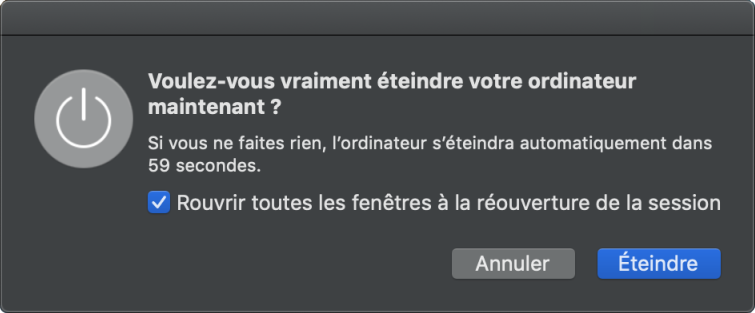 Voulez-vous vraiment éteindre votre ordinateur
maintenant ?
Si vous ne faites rien, l’ordinateur s’éteindra automatiquement dans
59 secondes.
Rouvrir toutes les fenêtres à la réouverture de la session
Annuler
Éteindre